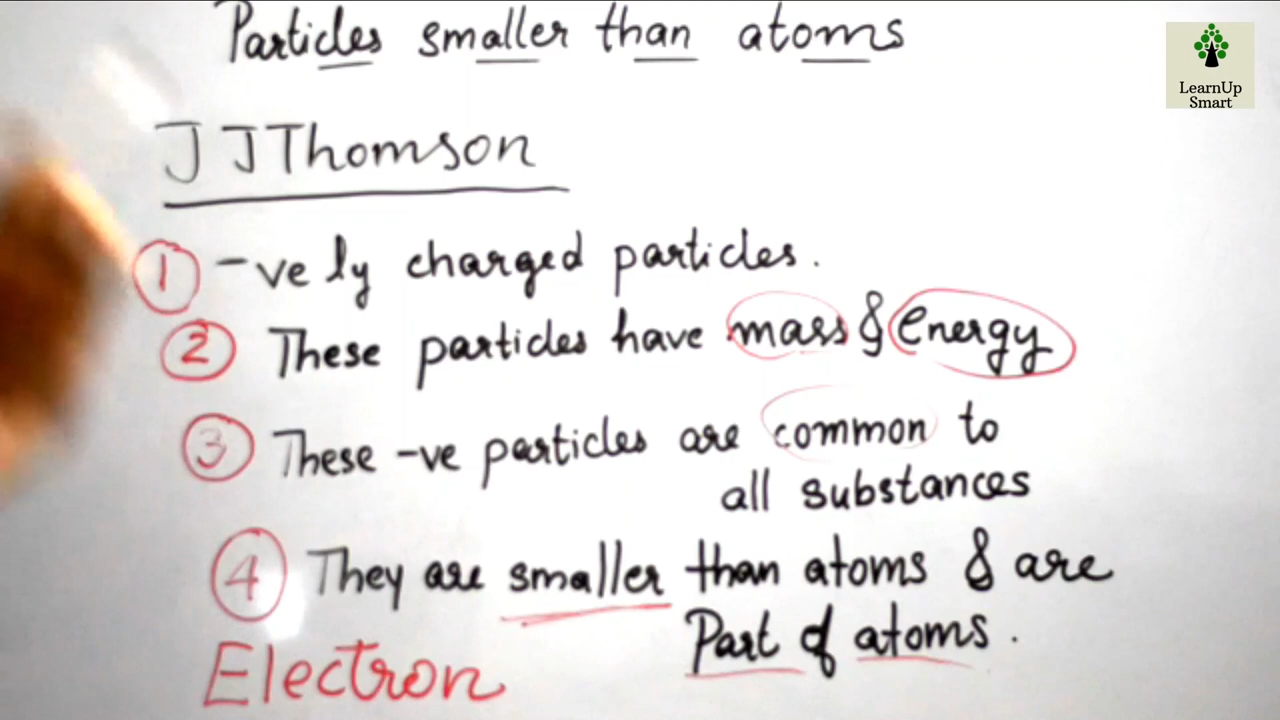 Particles smaller than atoms
LearnUp
Smart
J J Thomson
1 -ve ly charged particles.
2 These particles have mass & energy
3 These -ve particles are common to
all substances
4 They are smaller than atoms & are
Part of atoms.
Electron